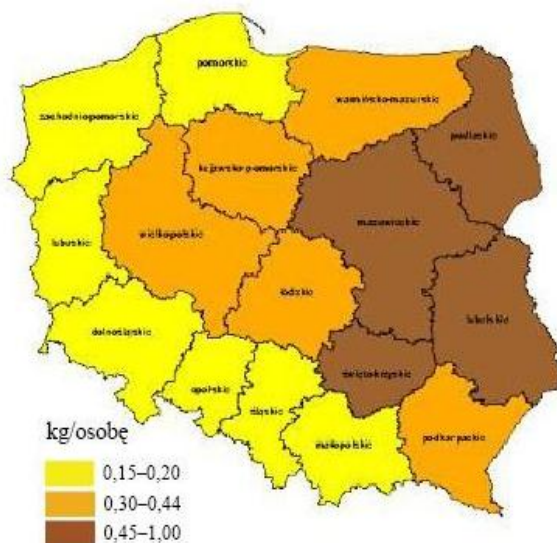 pomorskie
warmińsko-mazurskie
zachodniopomorskie
podlaskie
kujawsko-pomorskie
mazowieckie
lubuskie
wielkopolskie
łódzkie
lubelskie
dolnośląskie
opolskie
śląskie
świętokrzyskie
małopolskie
podkarpackie
kg/osobę
0,15–0,20
0,30–0,44
0,45–1,00